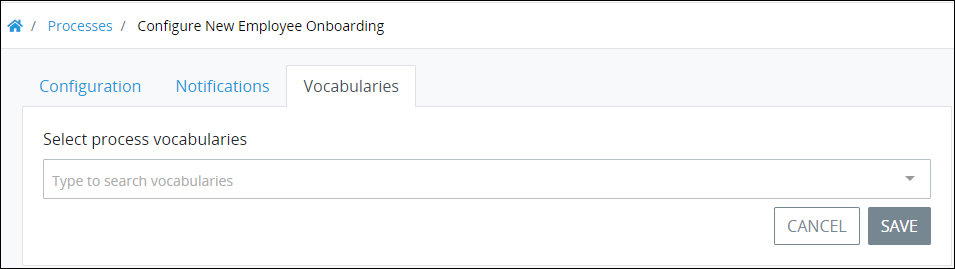 / Processes / Configure New Employee Onboarding
Configuration Notifications Vocabularies
Select process vocabularies
Type to search vocabularies
CANCEL SAVE